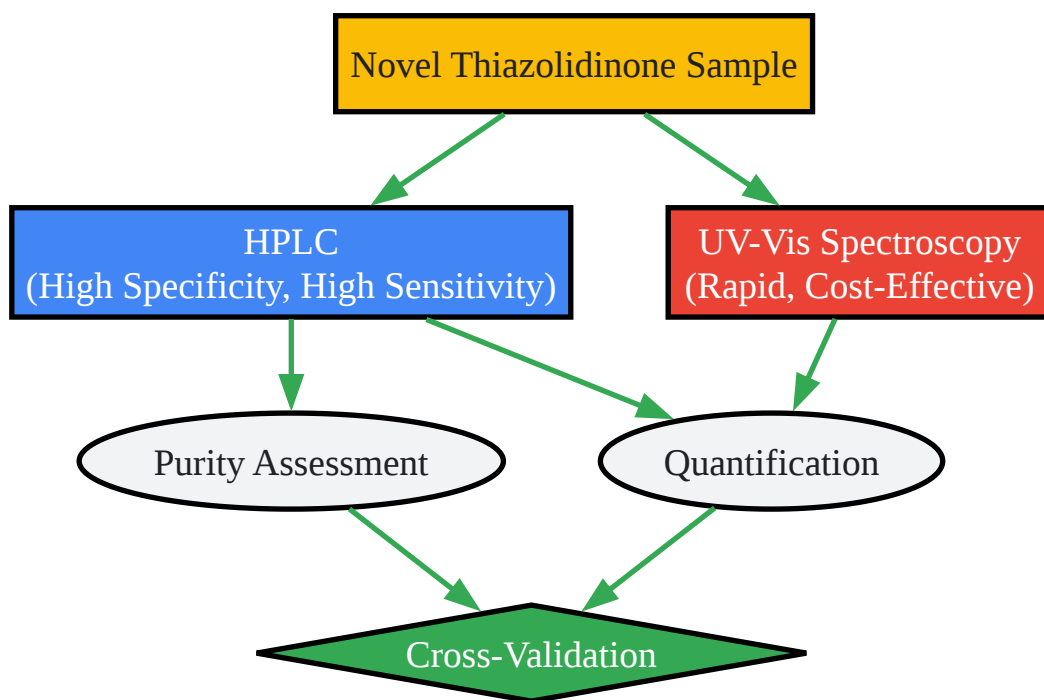 Novel Thiazolidinone Sample
HPLC
(High Specificity, High Sensitivity)
UV-Vis Spectroscopy
(Rapid, Cost-Effective)
Purity Assessment
Quantification
Cross-Validation